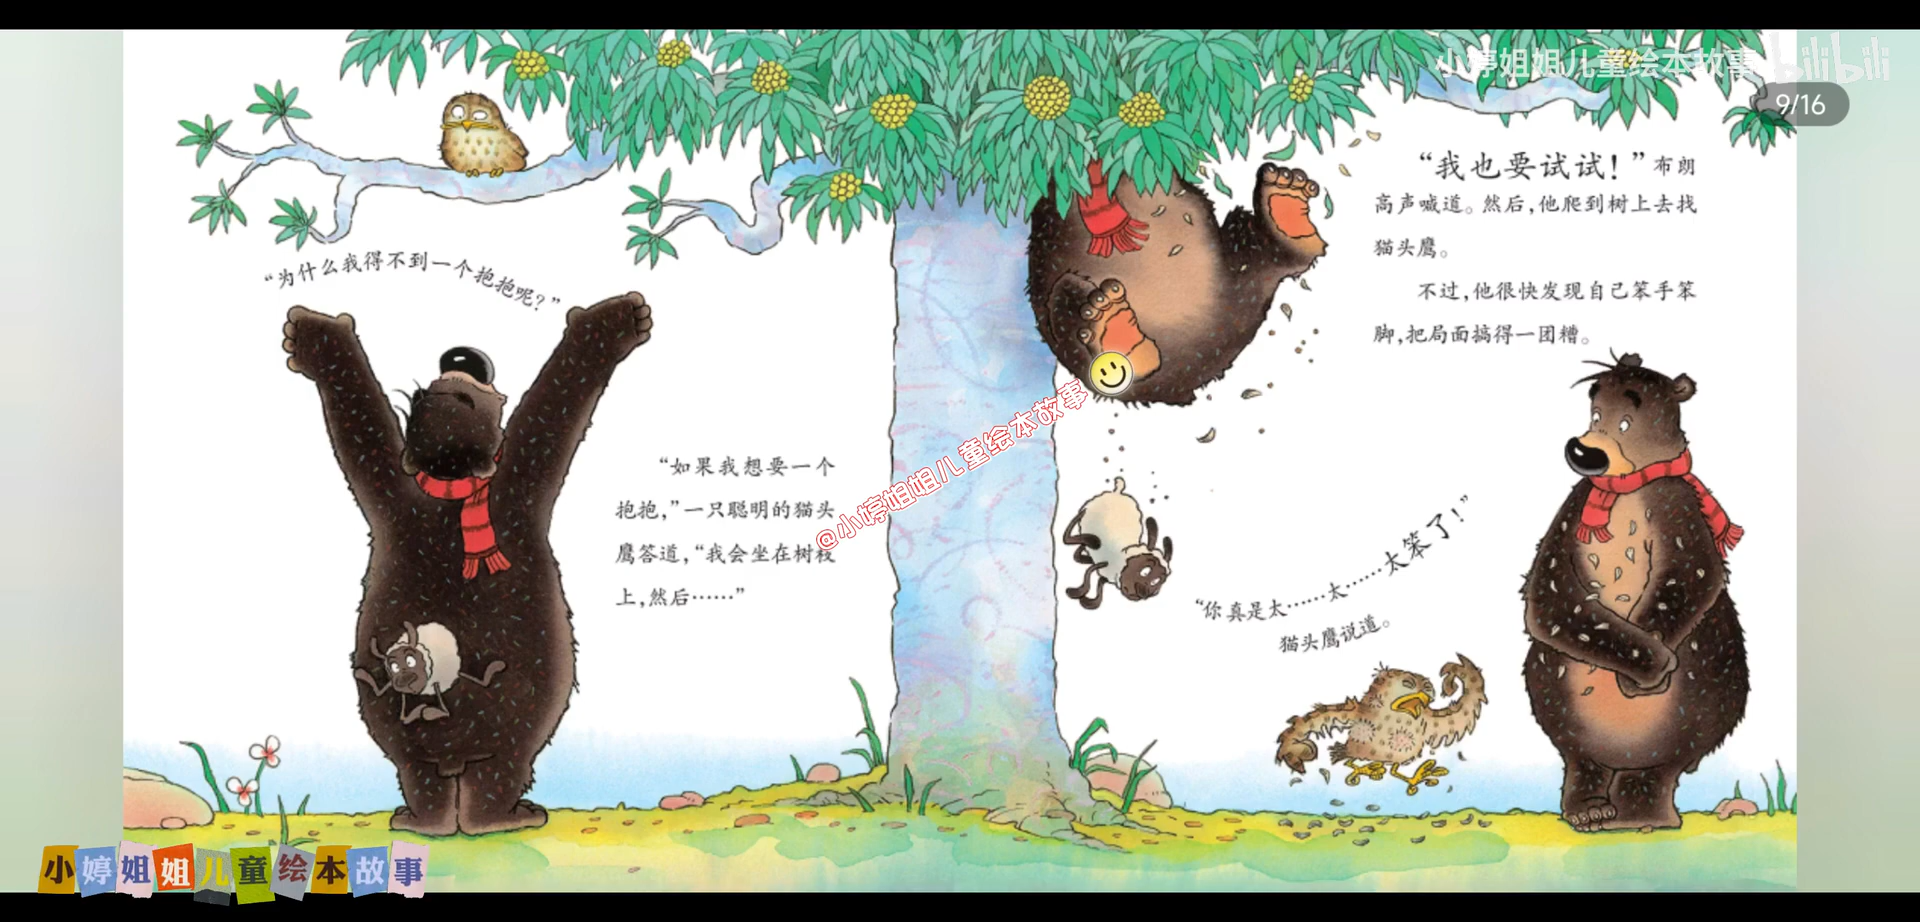 小婷姐姐儿童绘本故事 bilibili
9/16
“为什么我得不到一个抱抱呢？”
“如果我想要一个
抱抱，”一只聪明的猫头
鹰答道，“我会坐在树枝
上，然后……”
@小婷姐姐儿童绘本故事
“我也要试试！”布朗
高声喊道。然后，他爬到树上去找
猫头鹰。
不过，他很快发现自己笨手笨
脚，把局面搞得一团糟。
“你真是太……太……太笨了！”
猫头鹰说道。
小婷姐姐儿童绘本故事